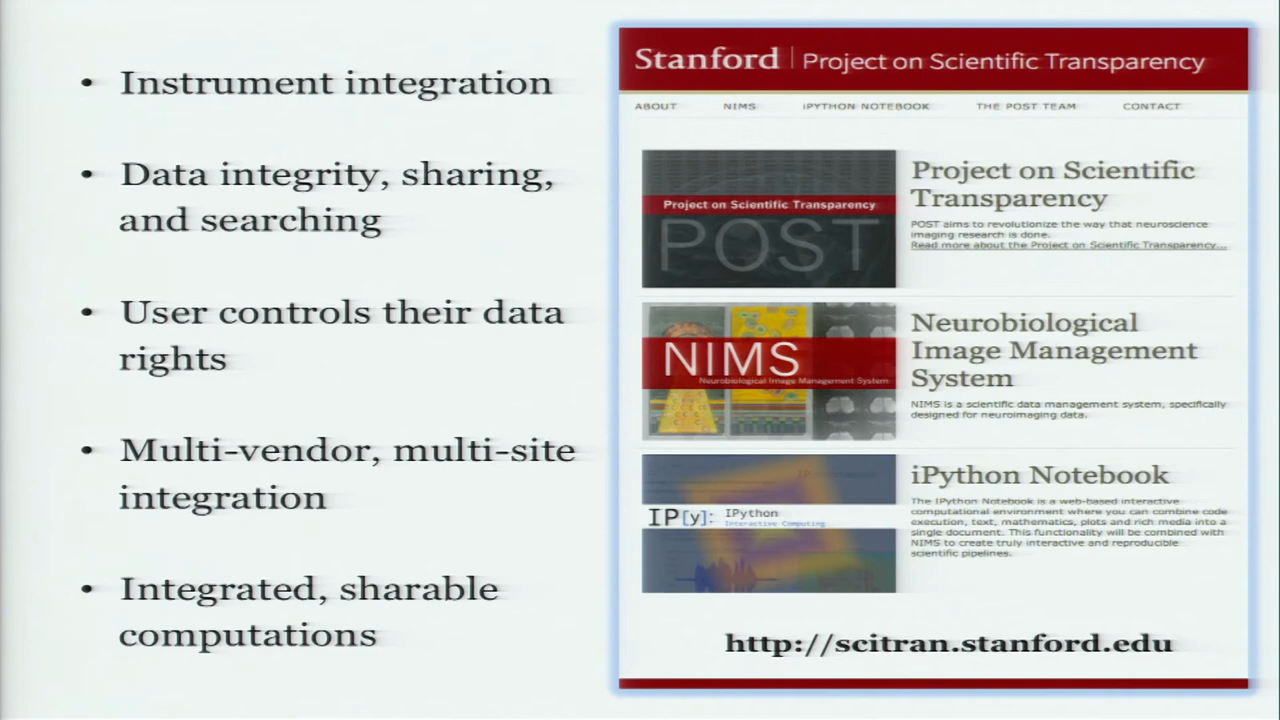 • Instrument integration
• Data integrity, sharing,
and searching
• User controls their data
rights
• Multi-vendor, multi-site
integration
• Integrated, sharable
computations
Stanford | Project on Scientific Transparency
ABOUT NIMS IPYTHON NOTEBOOK THE POST TEAM CONTACT
Project on Scientific Transparency
POST
Project on Scientific
Transparency
POST aims to revolutionize the way that neuroscience
imaging research is done.
Read more about the Project on Scientific Transparency...
NIMS
Neurobiological Image Management System
Neurobiological
Image Management
System
NIMS is a scientific data management system, specifically
designed for neuroimaging data.
IP[y]: IPython
Interactive Computing
iPython Notebook
The IPython Notebook is a web-based interactive
computational environment where you can combine code
execution, text, mathematics, plots and rich media into a
single document. This functionality will be combined with
NIMS to create truly interactive and reproducible
scientific pipelines.
http://scitran.stanford.edu